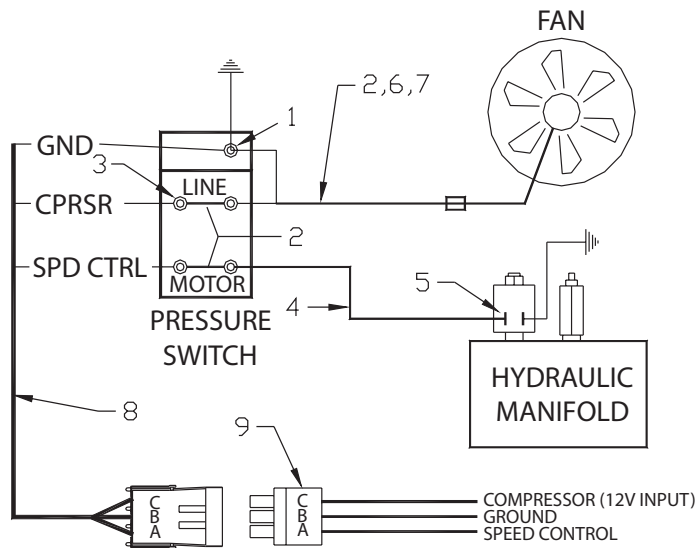 FAN
2,6,7
1
GND
3
LINE
CPRSR
2
SPD CTRL
MOTOR
5
4
PRESSURE
SWITCH
HYDRAULIC
MANIFOLD
8
9
C
B
A
C
B
A
COMPRESSOR (12V INPUT)
GROUND
SPEED CONTROL